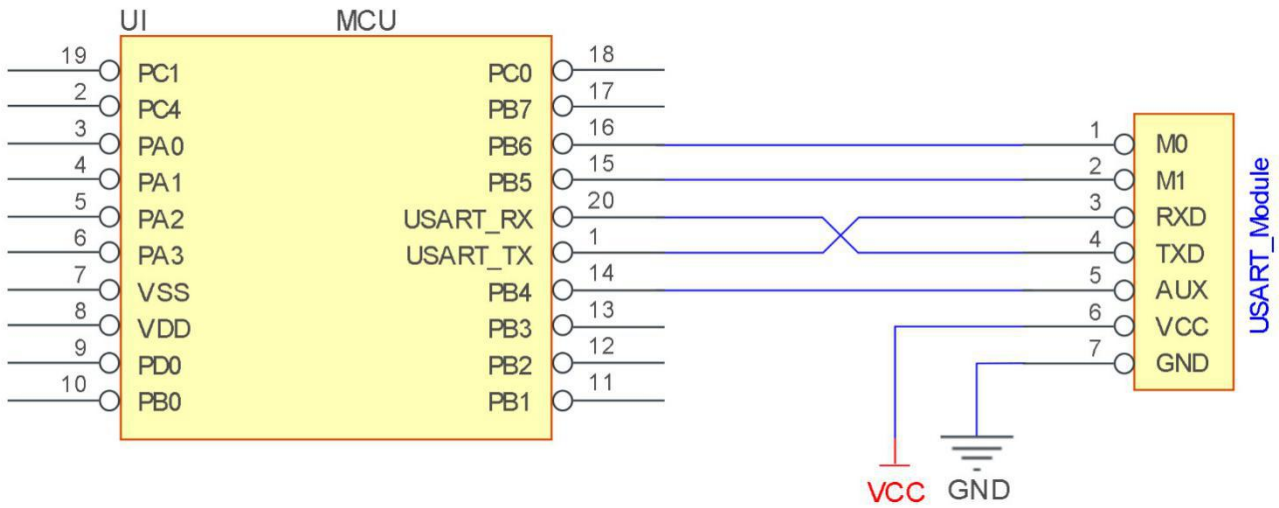 UI MCU
19 PC1 PC0 18
2 PC4 PB7 17
3 PA0 PB6 16 1 M0
4 PA1 PB5 15 2 M1
5 PA2 USART_RX 20 3 RXD
6 PA3 USART_TX 1 4 TXD
7 VSS PB4 14 5 AUX
8 VDD PB3 13 6 VCC
9 PD0 PB2 12 7 GND
10 PB0 PB1 11
USART_Module
VCC GND